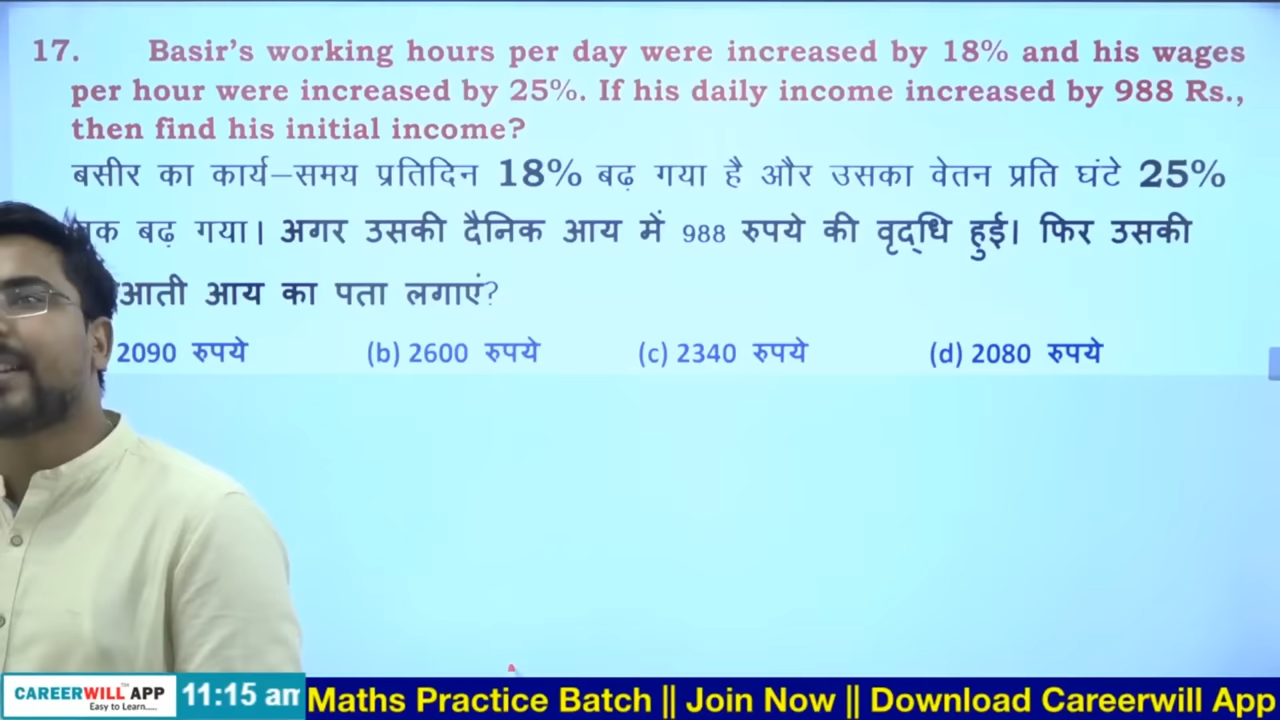 17. Basir's working hours per day were increased by 18% and his wages
per hour were increased by 25%. If his daily income increased by 988 Rs.,
then find his initial income?
बसीर का कार्य–समय प्रतिदिन 18% बढ़ गया है और उसका वेतन प्रति घंटे 25%
बढ़ गया। अगर उसकी दैनिक आय में 988 रुपये की वृद्धि हुई। फिर उसकी
आय का पता लगाएं?
2090 रुपये (b) 2600 रुपये (c) 2340 रुपये (d) 2080 रुपये
CAREERWILL APP
Easy to Learn.....
11:15 am
Maths Practice Batch || Join Now || Download Careerwill App